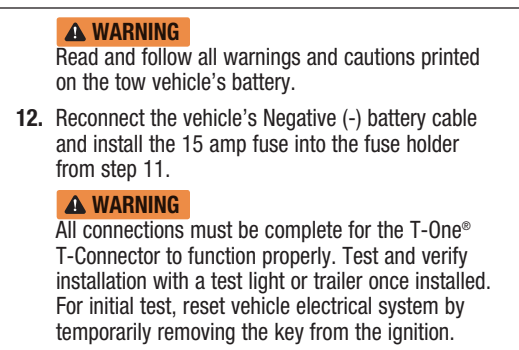 WARNING
Read and follow all warnings and cautions printed
on the tow vehicle's battery.
12. Reconnect the vehicle's Negative (-) battery cable
and install the 15 amp fuse into the fuse holder
from step 11.
WARNING
All connections must be complete for the T-One®
T-Connector to function properly. Test and verify
installation with a test light or trailer once installed.
For initial test, reset vehicle electrical system by
temporarily removing the key from the ignition.